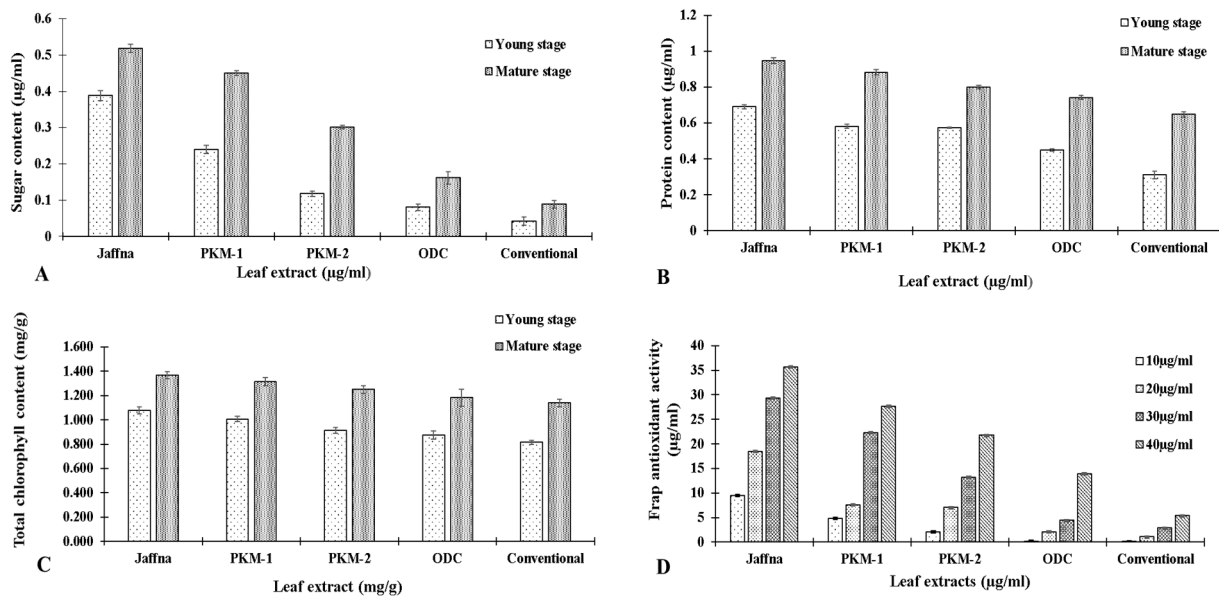 0.6
0.5
0.4
0.3
0.2
0.1
0
Sugar content (µg/ml)
Young stage
Mature stage
Jaffna PKM-1 PKM-2 ODC Conventional
Leaf extract (µg/ml)
A
1.2
1
0.8
0.6
0.4
0.2
0
Protein content (µg/ml)
Young stage
Mature stage
Jaffna PKM-1 PKM-2 ODC Conventional
Leaf extract (µg/ml)
B
1.600
1.400
1.200
1.000
0.800
0.600
0.400
0.200
0.000
Total chlorophyll content (mg/g)
Young stage
Mature stage
Jaffna PKM-1 PKM-2 ODC Conventional
Leaf extract (mg/g)
C
40
35
30
25
20
15
10
5
0
Frap antioxidant activity
(µg/ml)
10µg/ml
20µg/ml
30µg/ml
40µg/ml
Jaffna PKM-1 PKM-2 ODC Conventional
Leaf extracts (µg/ml)
D